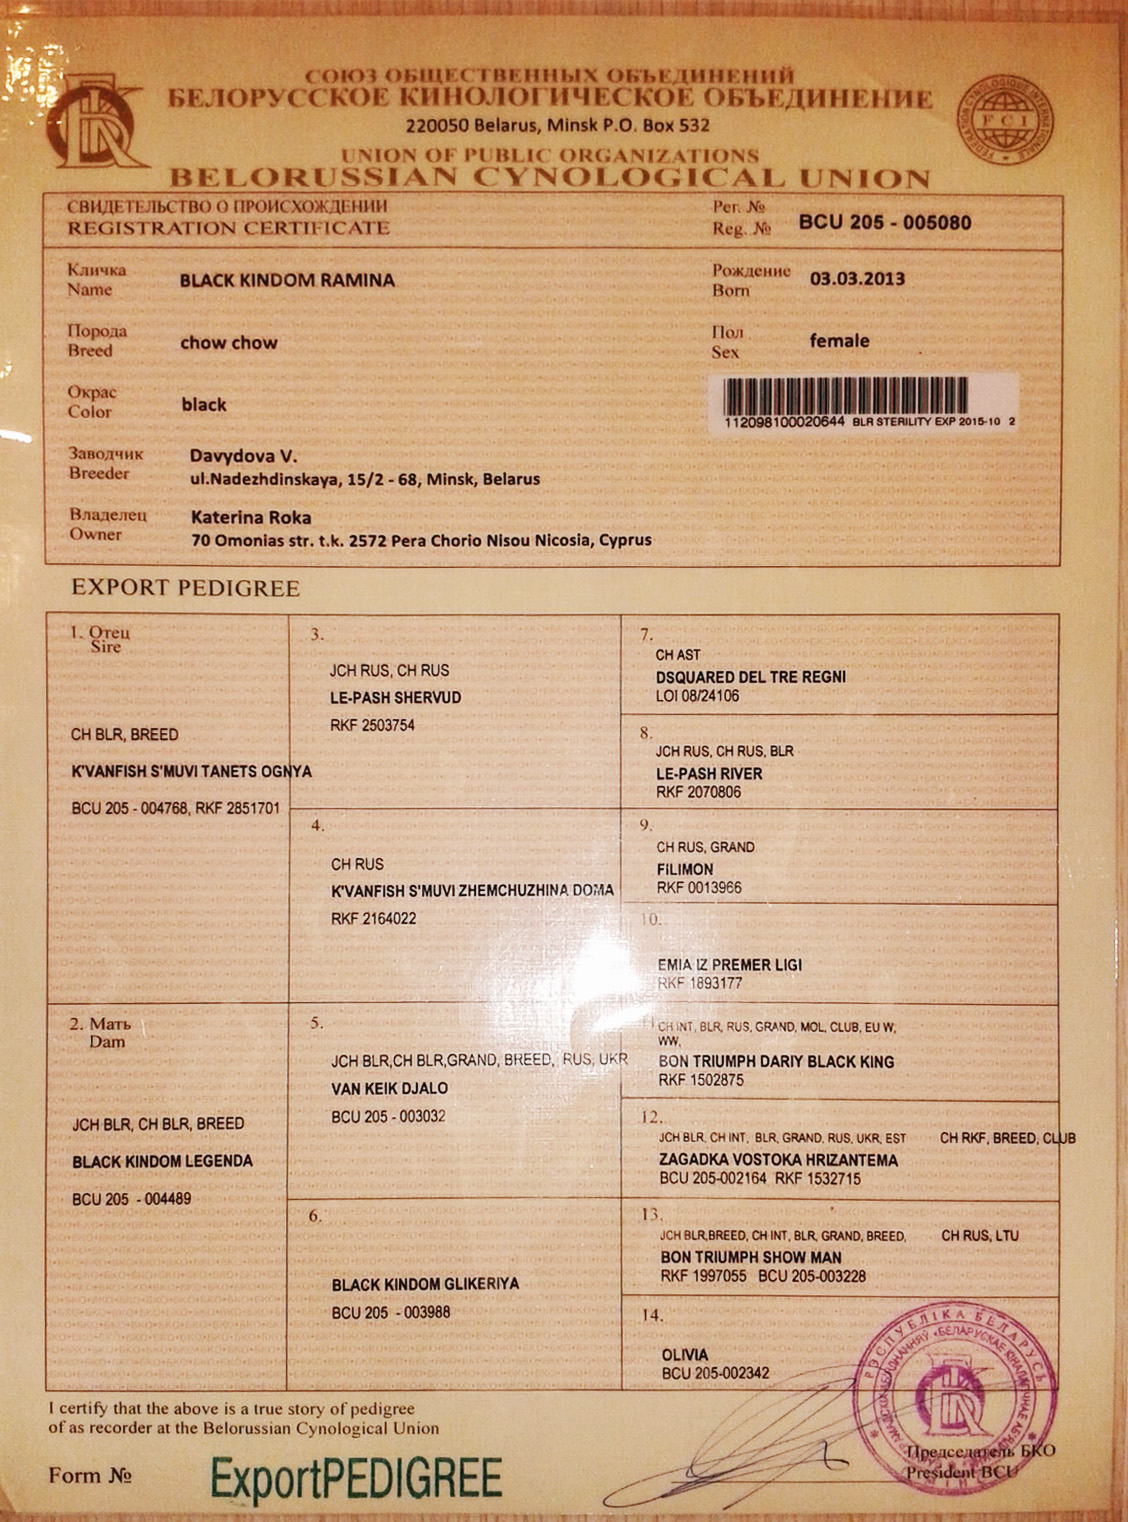 СОЮЗ ОБЩЕСТВЕННЫХ ОБЪЕДИНЕНИЙ
БЕЛОРУССКОЕ КИНОЛОГИЧЕСКОЕ ОБЪЕДИНЕНИЕ
220050 Belarus, Minsk P.O. Box 532
UNION OF PUBLIC ORGANIZATIONS
BELORUSSIAN CYNOLOGICAL UNION
FEDERATION CYNOLOGIQUE INTERNATIONALE
FCI
СВИДЕТЕЛЬСТВО О ПРОИСХОЖДЕНИИ
REGISTRATION CERTIFICATE
Рег. №
Reg. №
BCU 205 - 005080
Кличка
Name
BLACK KINDOM RAMINA
Рождение
Born
03.03.2013
Порода
Breed
chow chow
Пол
Sex
female
Окрас
Color
black
112098100020644 BLR STERILITY EXP 2015-10 2
Заводчик
Breeder
Davydova V.
ul.Nadezhdinskaya, 15/2 - 68, Minsk, Belarus
Владелец
Owner
Katerina Roka
70 Omonias str. t.k. 2572 Pera Chorio Nisou Nicosia, Cyprus
EXPORT PEDIGREE
1. Отец
Sire
CH BLR, BREED
K'VANFISH S'MUVI TANETS OGNYA
BCU 205 - 004768, RKF 2851701
2. Мать
Dam
JCH BLR, CH BLR, BREED
BLACK KINDOM LEGENDA
BCU 205 - 004489
3.
JCH RUS, CH RUS
LE-PASH SHERVUD
RKF 2503754
4.
CH RUS
K'VANFISH S'MUVI ZHEMCHUZHINA DOMA
RKF 2164022
5.
JCH BLR,CH BLR,GRAND, BREED, RUS, UKR
VAN KEIK DJALO
BCU 205 - 003032
6.
BLACK KINDOM GLIKERIYA
BCU 205 - 003988
7.
CH AST
DSQUARED DEL TRE REGNI
LOI 08/24106
8.
JCH RUS, CH RUS, BLR
LE-PASH RIVER
RKF 2070806
9.
CH RUS, GRAND
FILIMON
RKF 0013966
10.
EMIA IZ PREMER LIGI
RKF 1893177
CH INT, BLR, RUS, GRAND, MOL, CLUB, EU W,
WW,
BON TRIUMPH DARIY BLACK KING
RKF 1502875
12.
JCH BLR, CH INT, BLR, GRAND, RUS, UKR, EST CH RKF, BREED, CLUB
ZAGADKA VOSTOKA HRIZANTEMA
BCU 205-002164 RKF 1532715
13.
JCH BLR,BREED, CH INT, BLR, GRAND, BREED, CH RUS, LTU
BON TRIUMPH SHOW MAN
RKF 1997055 BCU 205-003228
14.
OLIVIA
BCU 205-002342
РЭСПУБЛІКА БЕЛАРУСЬ
I certify that the above is a true story of pedigree
of as recorder at the Belorussian Cynological Union
Председатель БКО
President BCU
Form №
ExportPEDIGREE